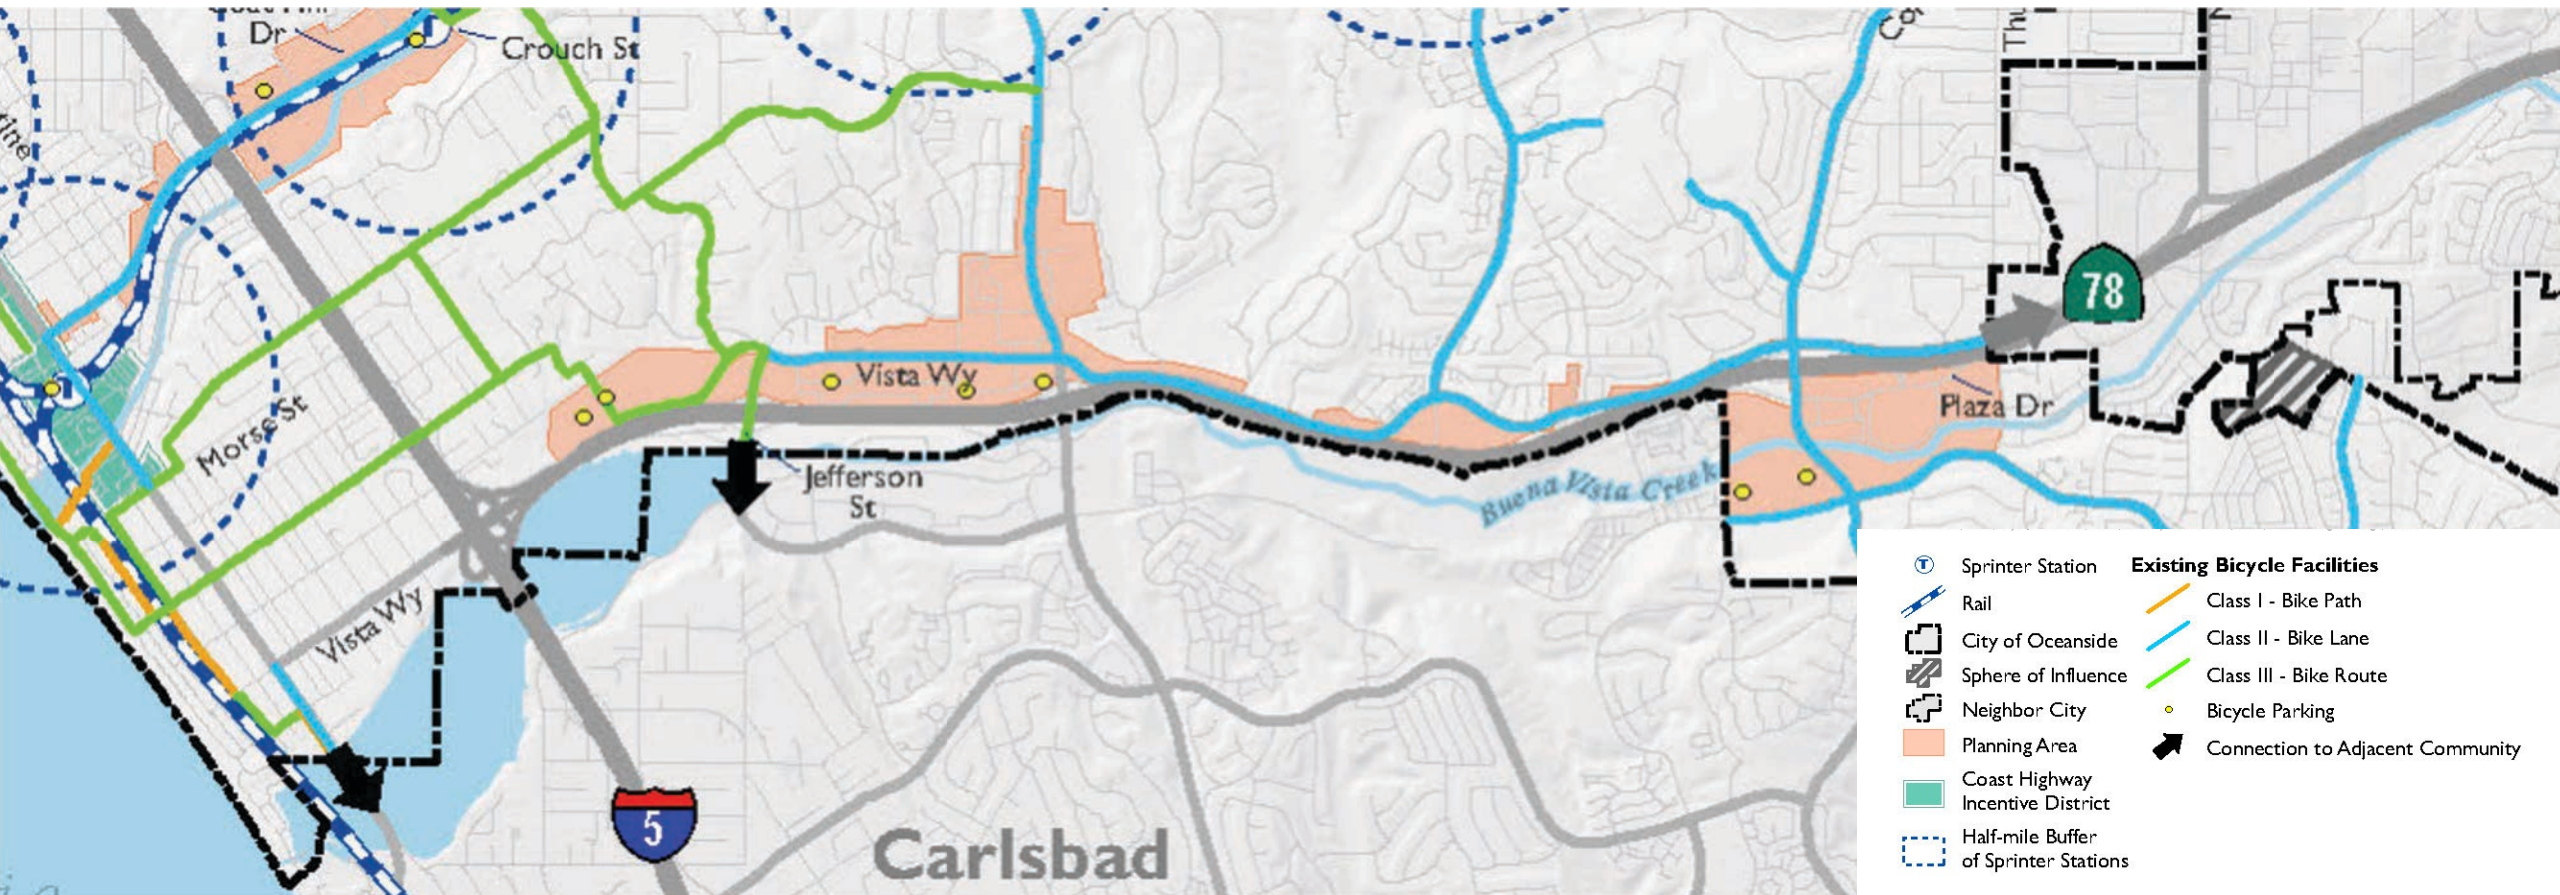 Dr
Crouch St
78
Vista Wy
Plaza Dr
Morse St
Jefferson
St
Buena Vista Creek
Vista Wy
5
Carlsbad
T
Sprinter Station
Rail
City of Oceanside
Sphere of Influence
Neighbor City
Planning Area
Coast Highway
Incentive District
Half-mile Buffer
of Sprinter Stations
Existing Bicycle Facilities
Class I - Bike Path
Class II - Bike Lane
Class III - Bike Route
Bicycle Parking
Connection to Adjacent Community